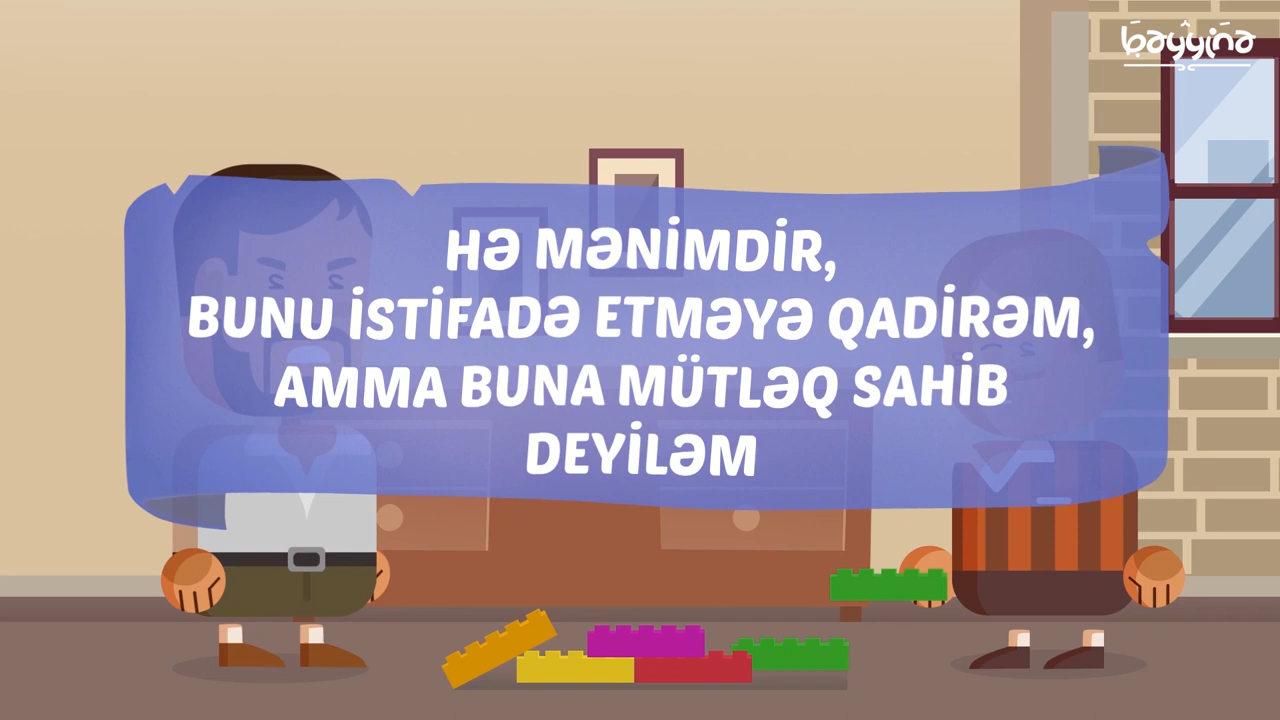 bayyina
HƏ MƏNİMDİR,
BUNU İSTİFADƏ ETMƏYƏ QADİRƏM,
AMMA BUNA MÜTLƏQ SAHİB
DEYİLƏM